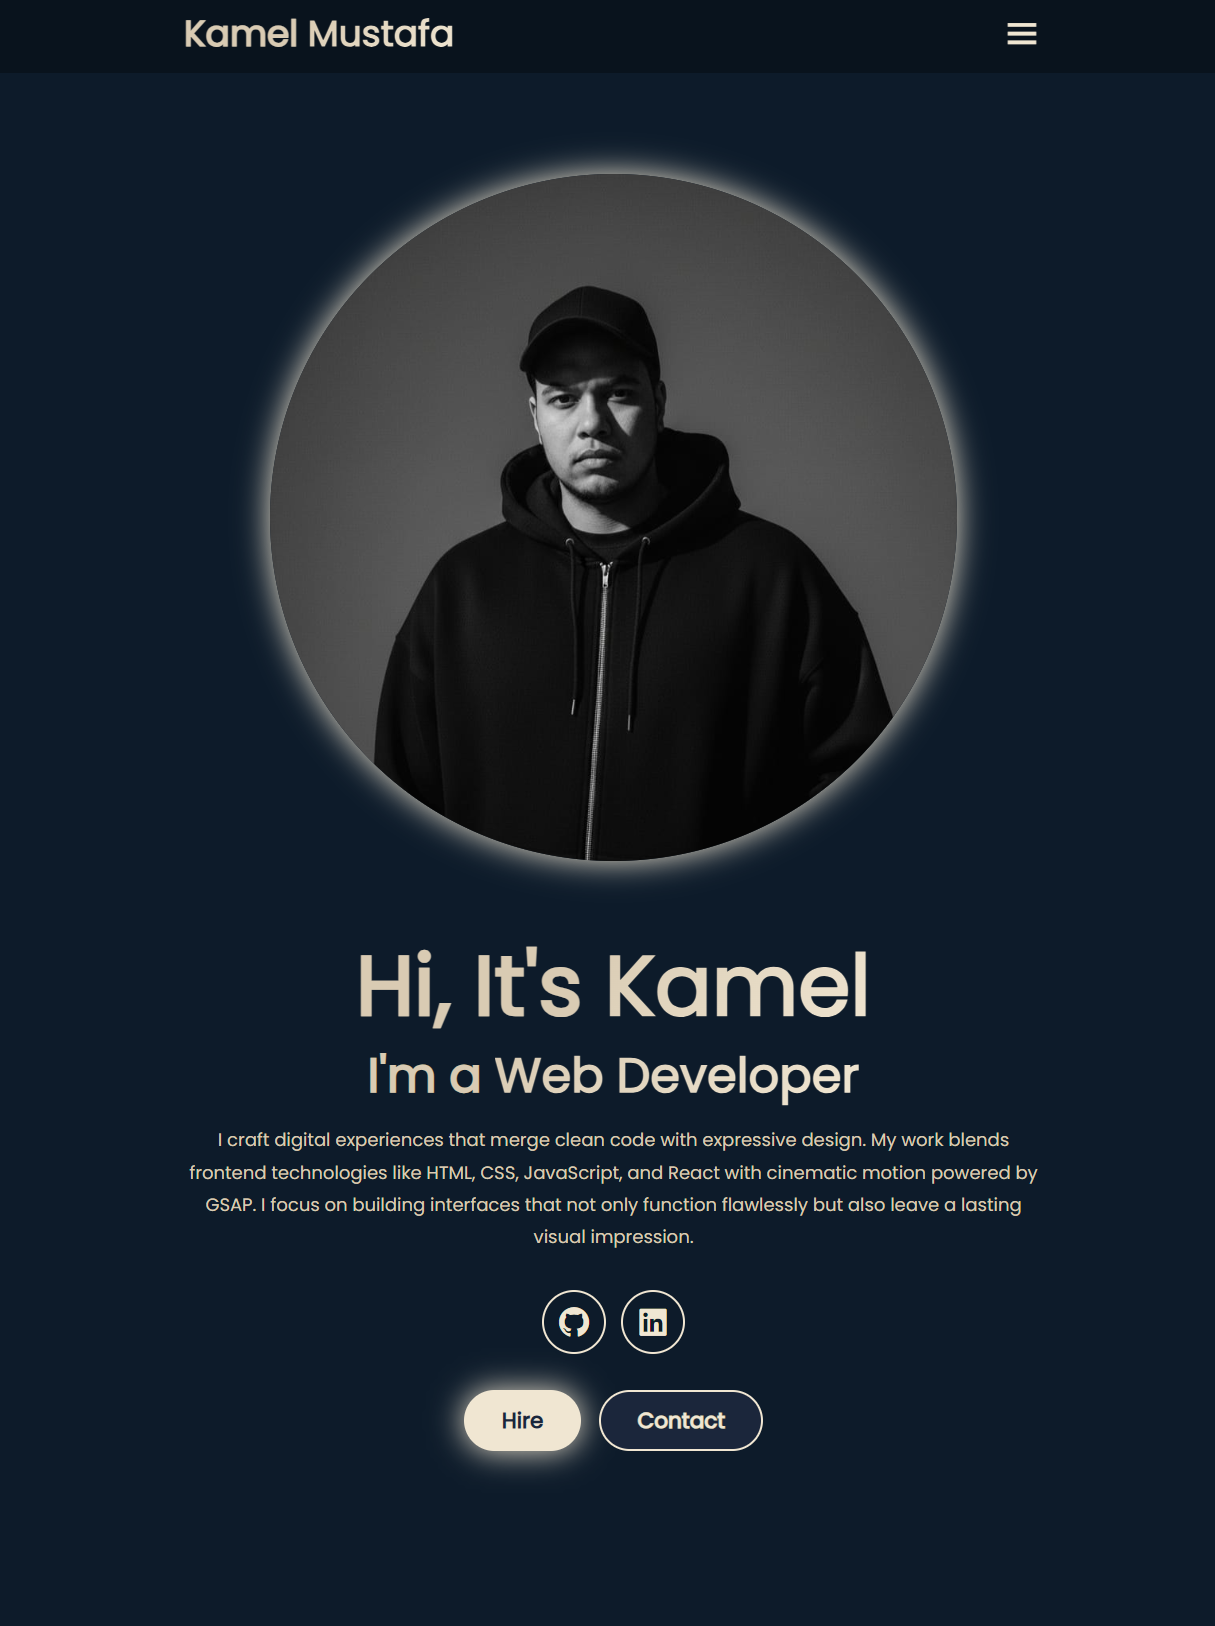 Kamel Mustafa
Hi, It's Kamel
I'm a Web Developer
I craft digital experiences that merge clean code with expressive design. My work blends
frontend technologies like HTML, CSS, JavaScript, and React with cinematic motion powered by
GSAP. I focus on building interfaces that not only function flawlessly but also leave a lasting
visual impression.
in
Hire
Contact